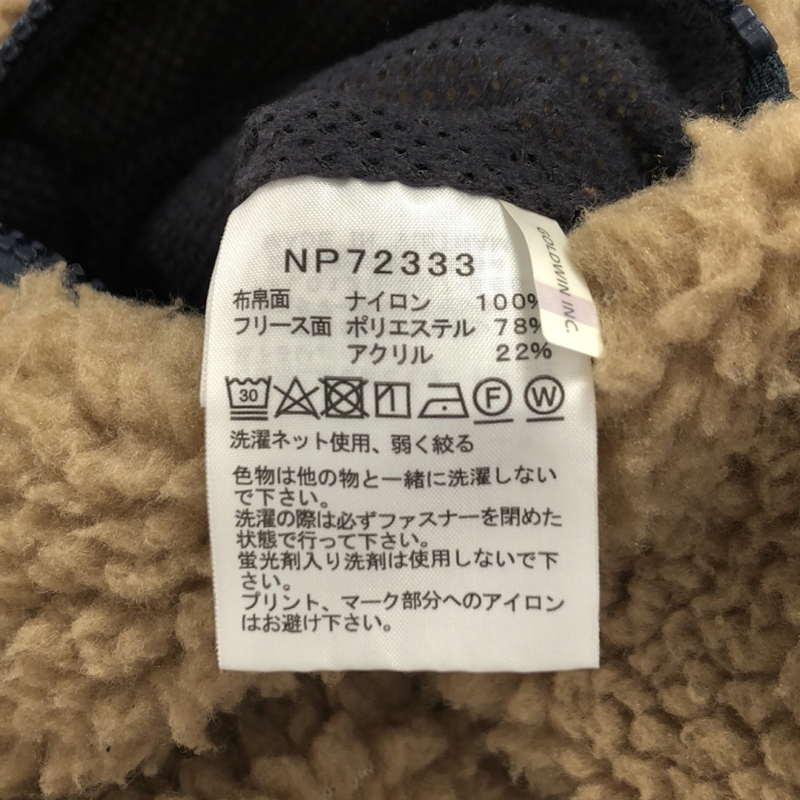 NP72333
布帛面 ナイロン 100%
フリース面 ポリエステル 78%
アクリル 22%
GOLDWIN INC
30 F W
洗濯ネット使用、弱く絞る
色物は他の物と一緒に洗濯しない
で下さい。
洗濯の際は必ずファスナーを閉めた
状態で行って下さい。
蛍光剤入り洗剤は使用しないで下
さい。
プリント、マーク部分へのアイロン
はお避け下さい。